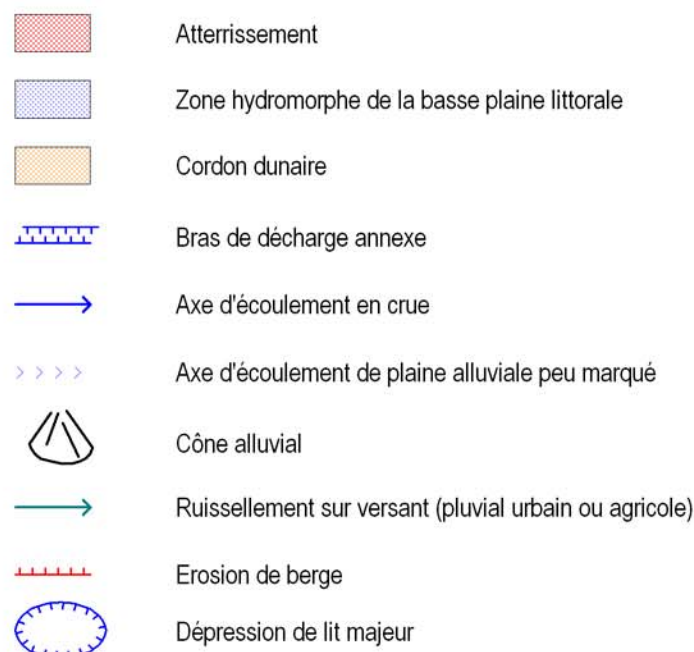 Atterrissement
Zone hydromorphe de la basse plaine littorale
Cordon dunaire
Bras de décharge annexe
Axe d'écoulement en crue
Axe d'écoulement de plaine alluviale peu marqué
Cône alluvial
Ruissellement sur versant (pluvial urbain ou agricole)
Erosion de berge
Dépression de lit majeur